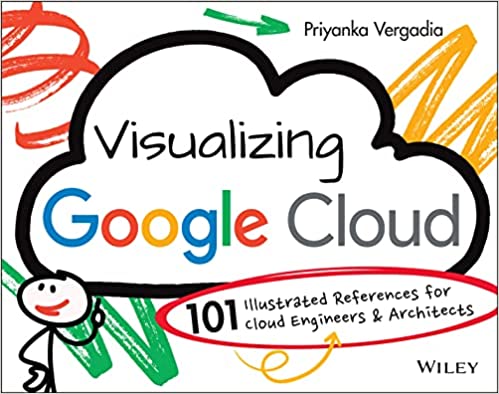 Priyanka Vergadia
Visualizing
Google Cloud
101 Illustrated References for
cloud Engineers & Architects
WILEY